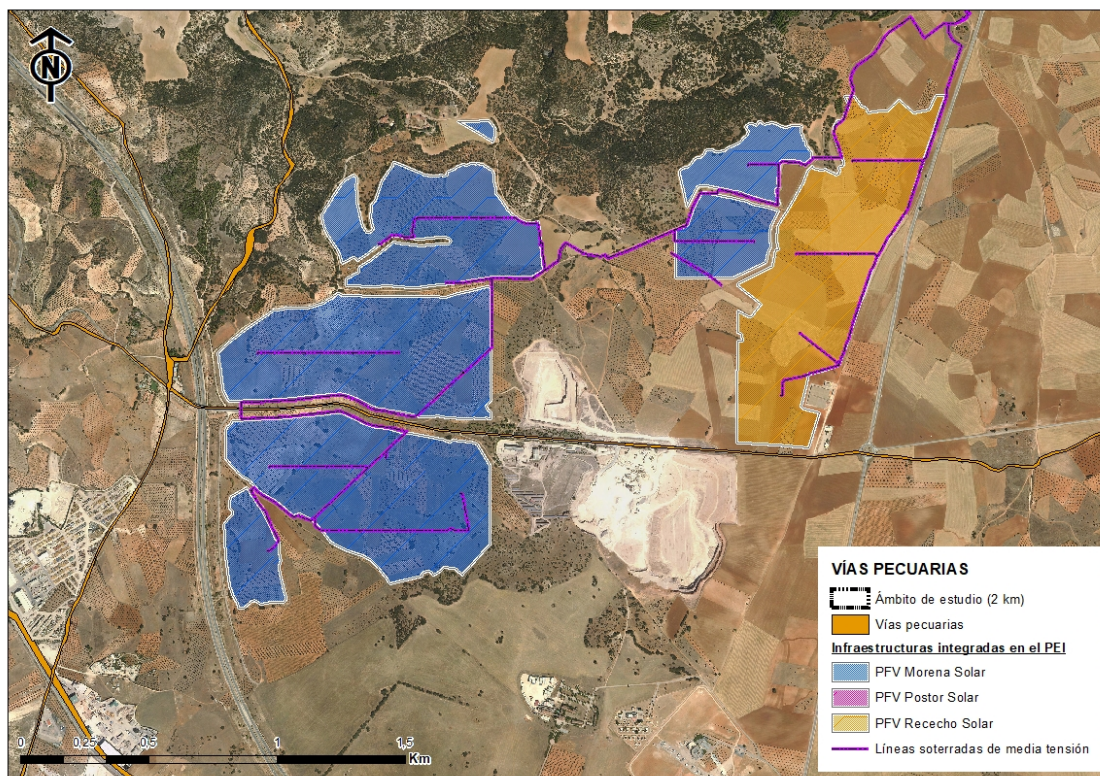 N
VÍAS PECUARIAS
Ámbito de estudio (2 km)
Vías pecuarias
Infraestructuras integradas en el PEI
PFV Morena Solar
PFV Postor Solar
PFV Rececho Solar
Líneas soterradas de media tensión
0 0,25 0,5 1 1,5
Km